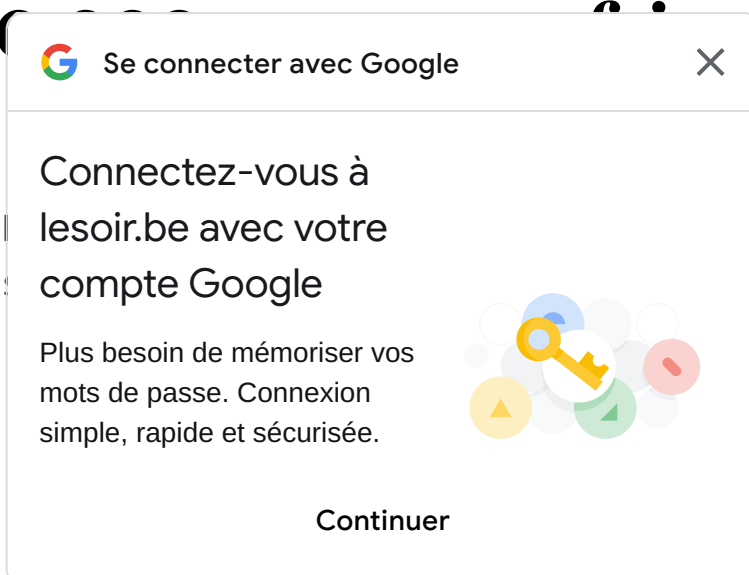 Se connecter avec Google
Connectez-vous à
lesoir.be avec votre
compte Google
Plus besoin de mémoriser vos
mots de passe. Connexion
simple, rapide et sécurisée.
Continuer